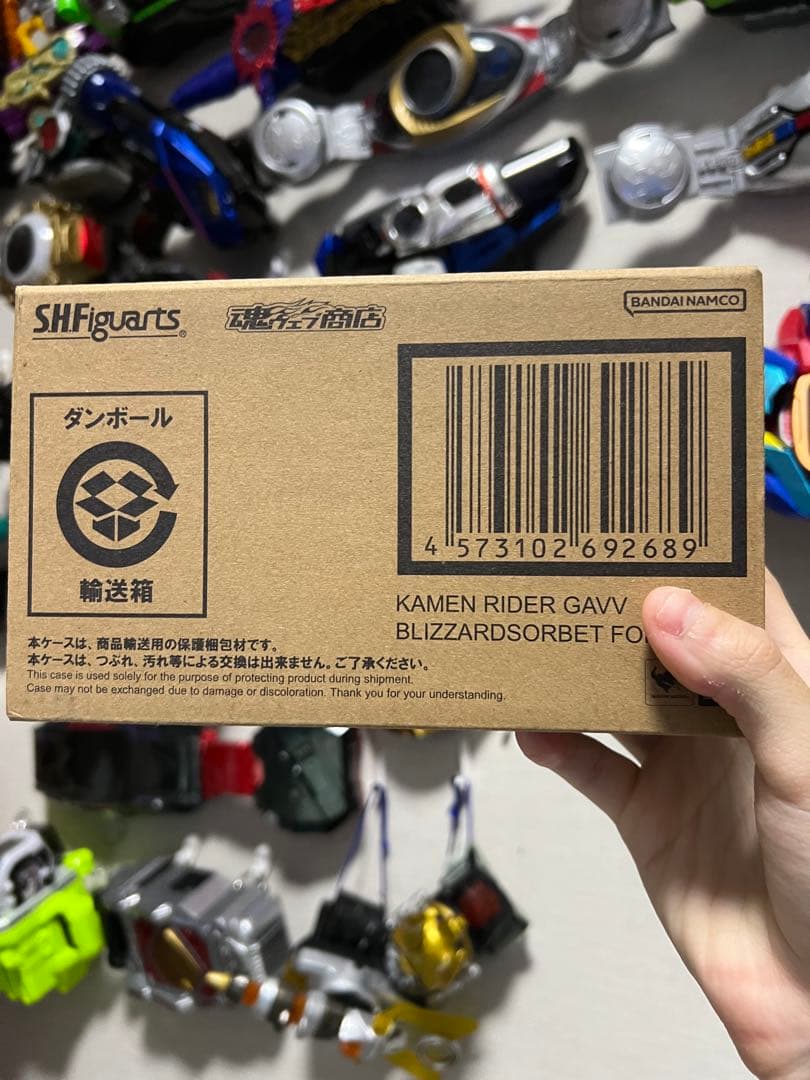 S.H.Figuarts®
魂ウェブ商店
BANDAI NAMCO
ダンボール
輸送箱
4 573102 692689
KAMEN RIDER GAVV
BLIZZARDSORBET
本ケースは、商品輸送用の保護梱包材です。
本ケースは、つぶれ、汚れ等による交換は出来ません。ご了承ください。
This case is used solely for the purpose of protecting product during shipment.
Case may not be exchanged due to damage or discoloration. Thank you for your understanding.